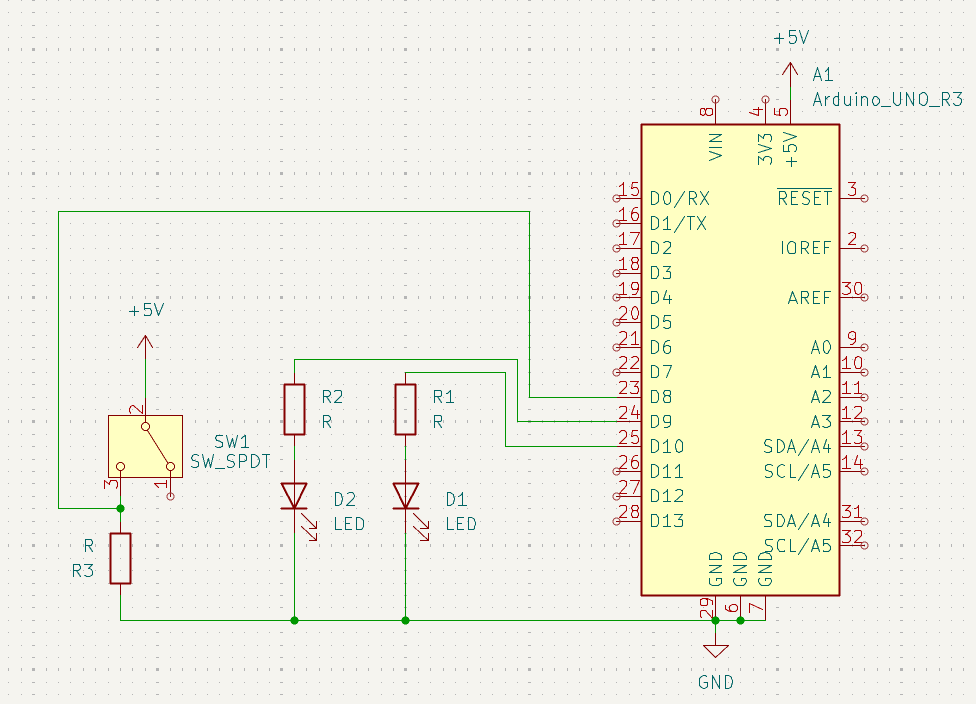 +5V
A1
Arduino_UNO_R3
8
4
5
VIN
3V3
+5V
15
D0/RX
RESET
3
16
D1/TX
17
D2
IOREF
2
18
D3
19
D4
AREF
30
20
D5
+5V
21
D6
A0
9
22
D7
A1
10
23
D8
A2
11
24
D9
A3
12
25
D10
SDA/A4
13
26
D11
SCL/A5
14
27
D12
28
D13
SDA/A4
31
SCL/A5
32
R2
R
R1
R
2
SW1
SW_SPDT
3
1
D2
LED
D1
LED
R
R3
GND
GND
GND
29
6
7
GND